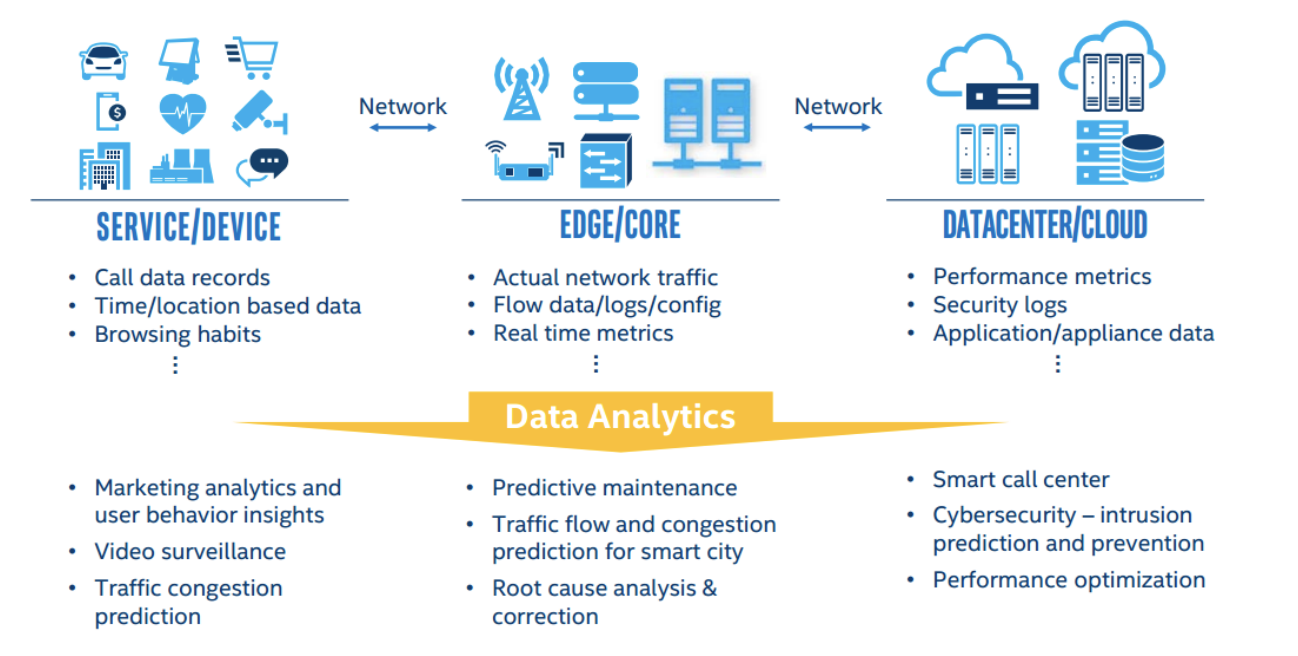 Network
Network
SERVICE/DEVICE
• Call data records
• Time/location based data
• Browsing habits
⋮
EDGE/CORE
• Actual network traffic
• Flow data/logs/config
• Real time metrics
⋮
DATACENTER/CLOUD
• Performance metrics
• Security logs
• Application/appliance data
⋮
Data Analytics
• Marketing analytics and
user behavior insights
• Video surveillance
• Traffic congestion
prediction
• Predictive maintenance
• Traffic flow and congestion
prediction for smart city
• Root cause analysis &
correction
• Smart call center
• Cybersecurity – intrusion
prediction and prevention
• Performance optimization